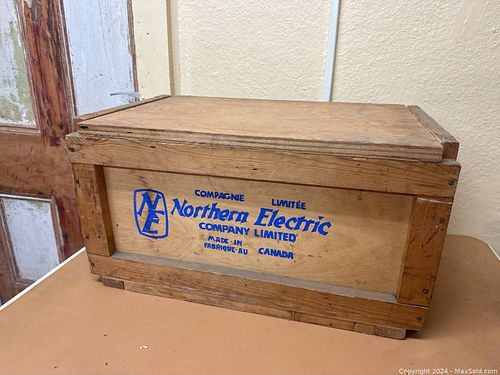 COMPAGNIE LIMITÉE
NE Northern Electric
COMPANY LIMITED
MADE-IN
FABRIQUÉ-AU CANADA
Copyright 2024 - MaxSold.com